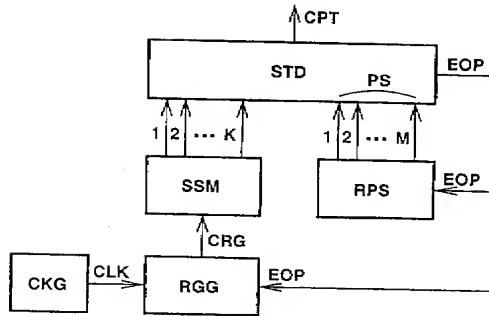 CPT
STD
EOP
PS
1 2 ••• K
1 2 ••• M
SSM
RPS
EOP
CRG
CKG
CLK
RGG
EOP